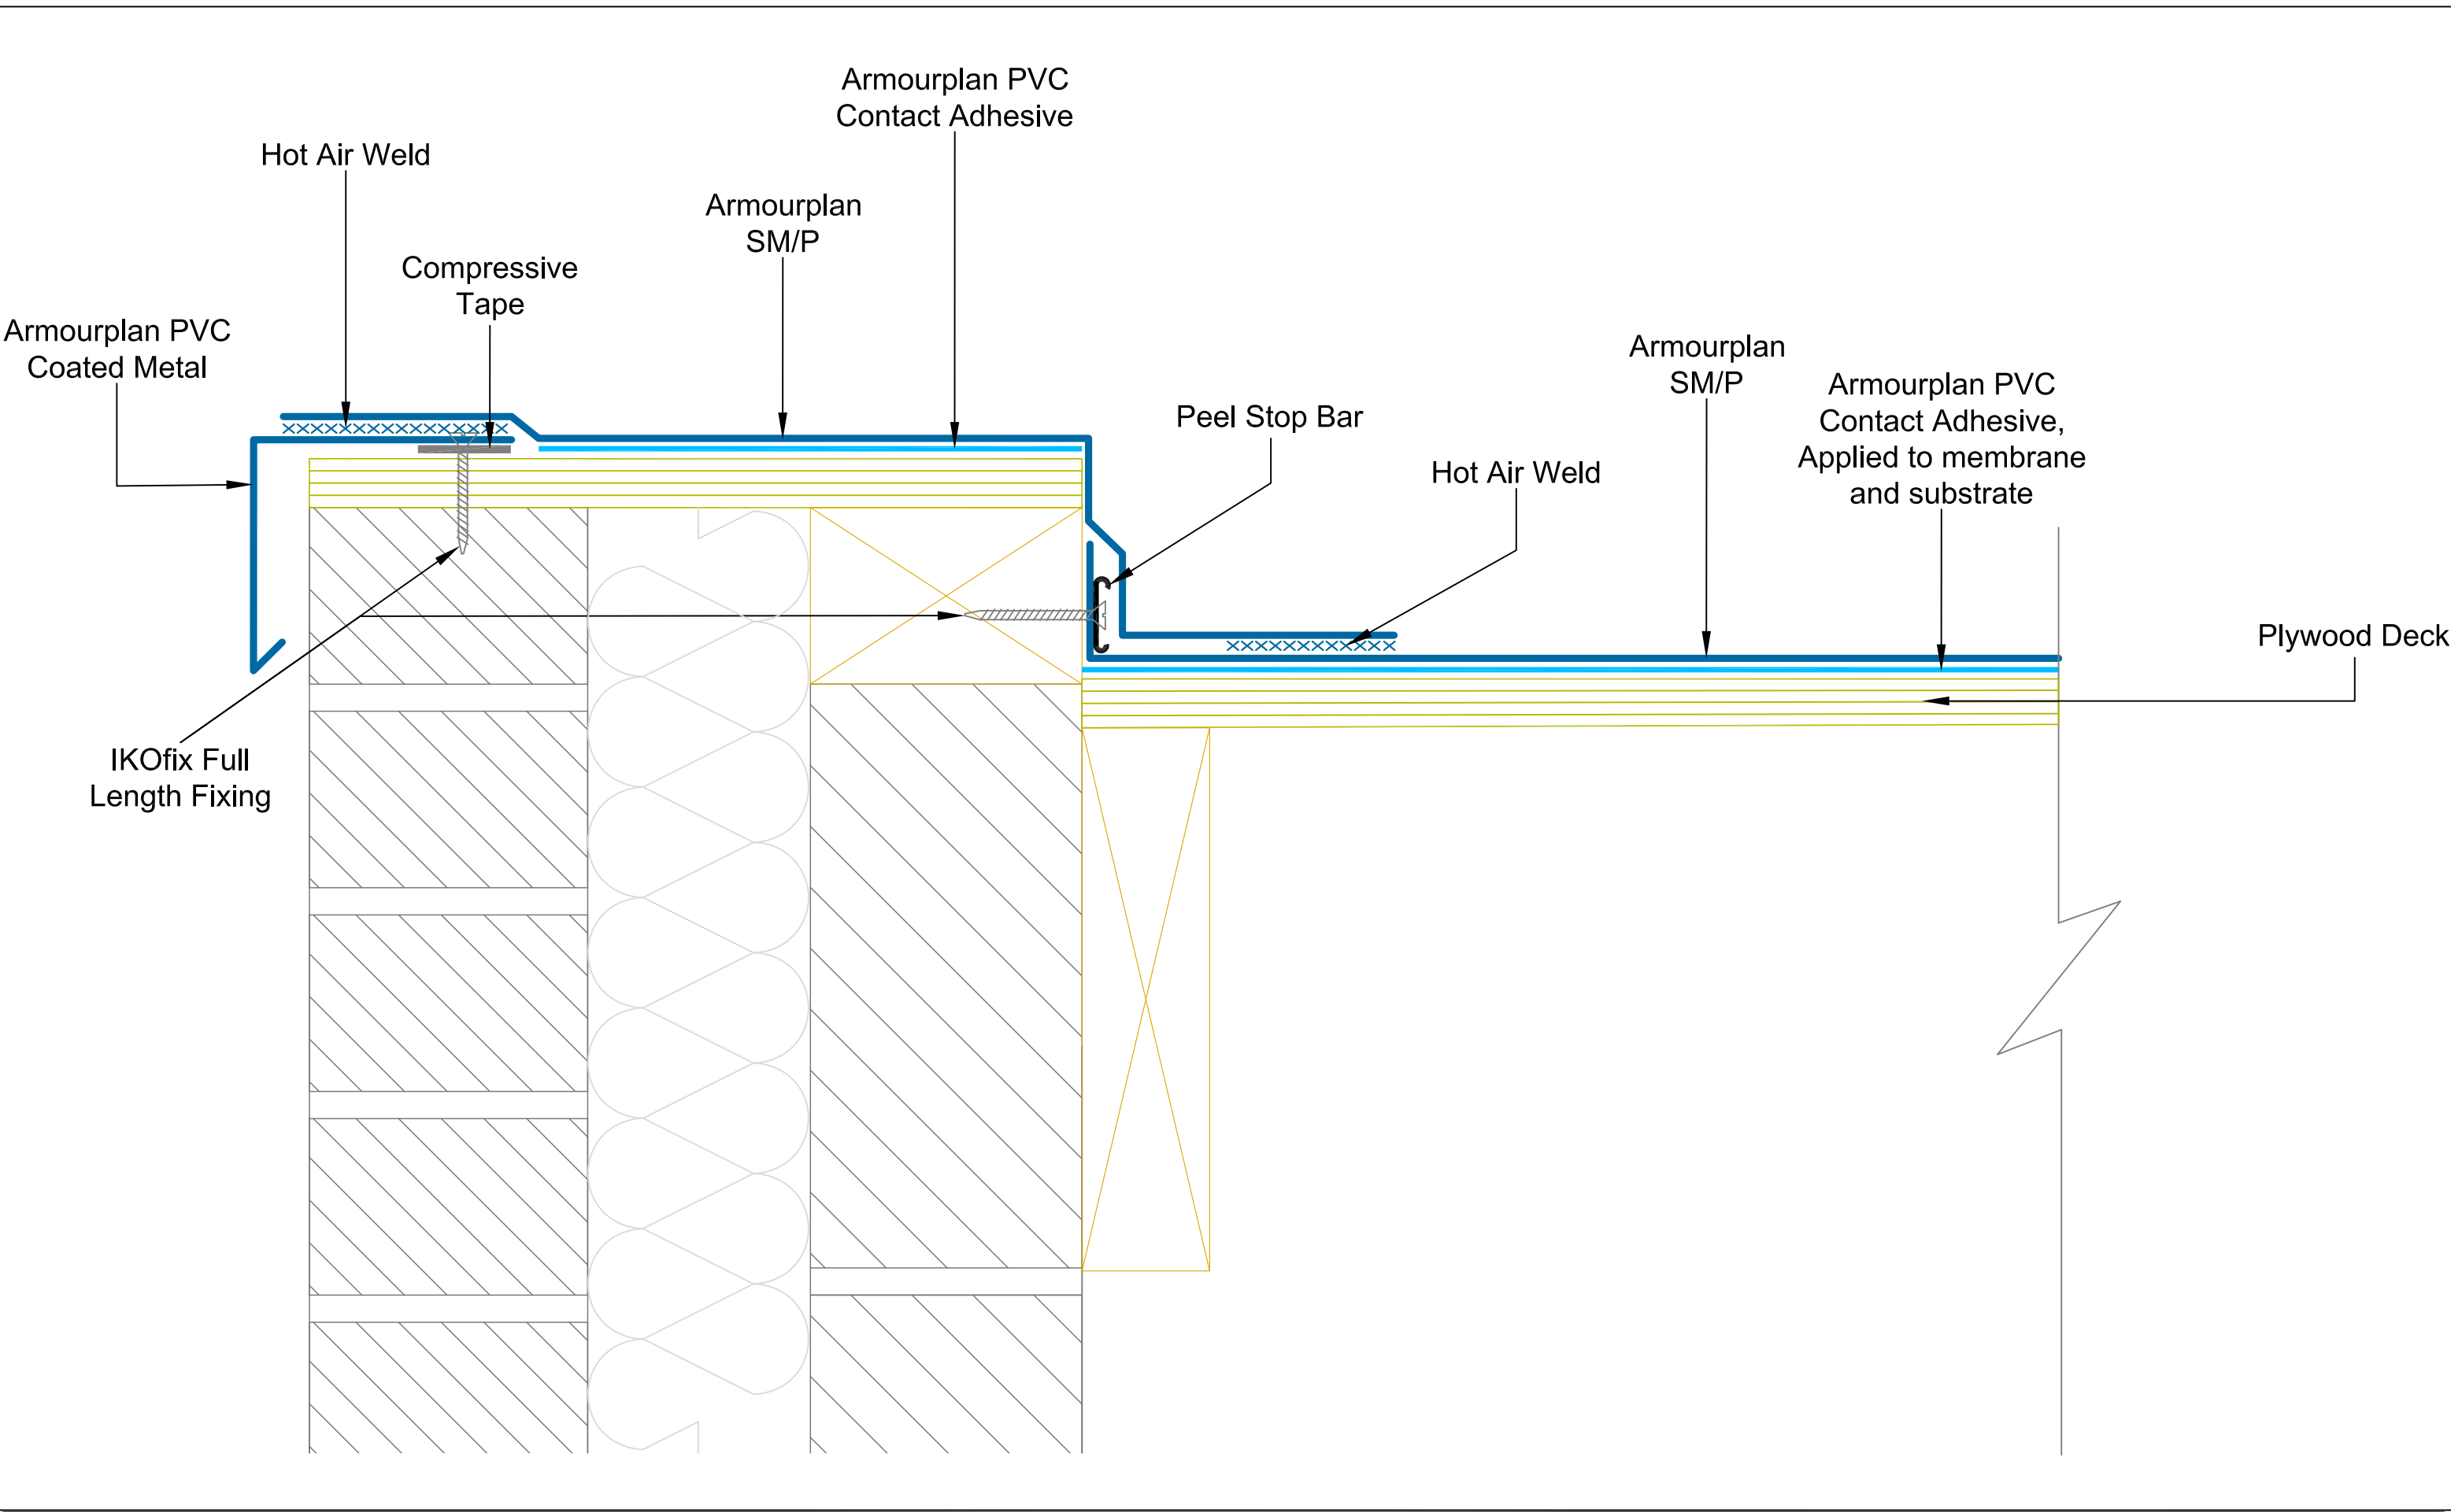 Armourplan PVC
Contact Adhesive
Hot Air Weld
Armourplan
SM/P
Compressive
Tape
Armourplan PVC
Coated Metal
Armourplan
SM/P
Armourplan PVC
Contact Adhesive,
Applied to membrane
and substrate
Peel Stop Bar
Hot Air Weld
Plywood Deck
IKOfix Full
Length Fixing